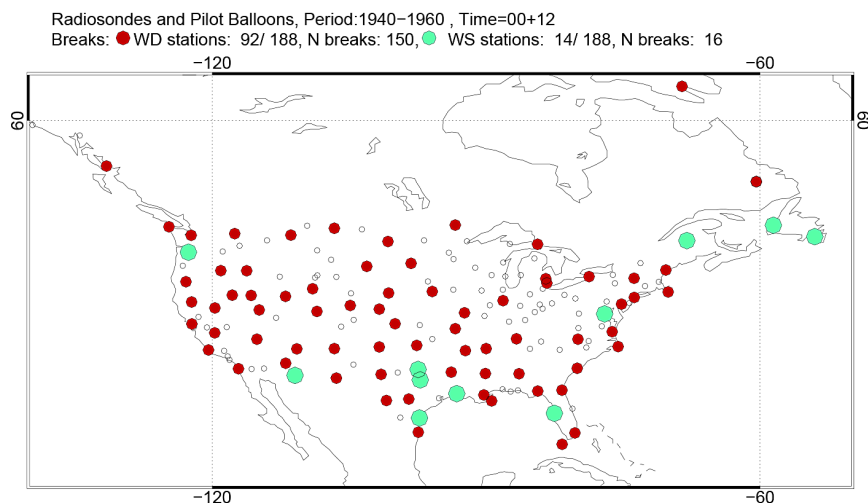 Radiosondes and Pilot Balloons, Period:1940−1960 , Time=00+12
Breaks: WD stations: 92/ 188, N breaks: 150, WS stations: 14/ 188, N breaks: 16
−120 −60
60 60
−120 −60